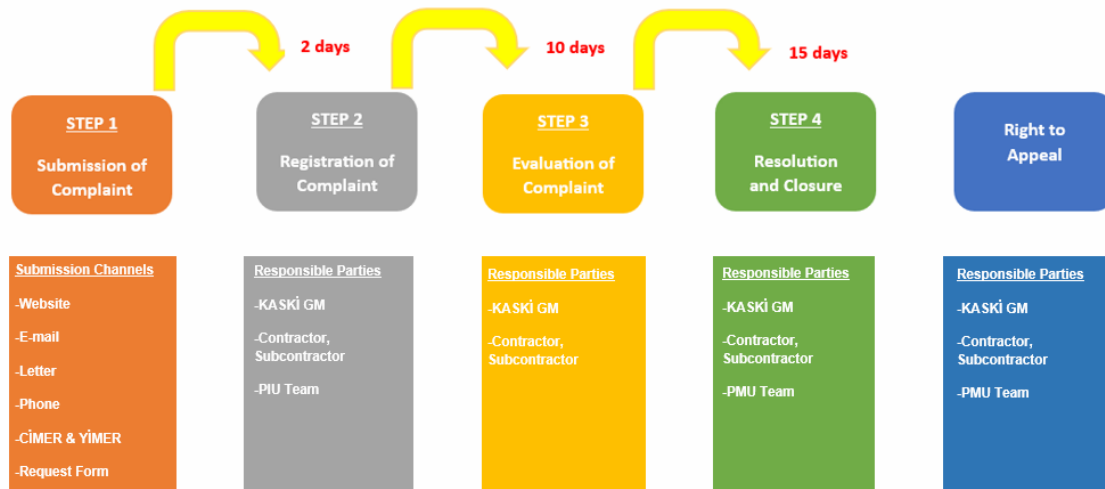 2 days
10 days
15 days
STEP 1
Submission of
Complaint
STEP 2
Registration of
Complaint
STEP 3
Evaluation of
Complaint
STEP 4
Resolution
and Closure
Right to
Appeal
Submission Channels
-Website
-E-mail
-Letter
-Phone
-CİMER & YİMER
-Request Form
Responsible Parties
-KASKİ GM
-Contractor,
Subcontractor
-PIU Team
Responsible Parties
-KASKİ GM
-Contractor,
Subcontractor
Responsible Parties
-KASKİ GM
-Contractor,
Subcontractor
-PMU Team
Responsible Parties
-KASKİ GM
-Contractor,
Subcontractor
-PMU Team